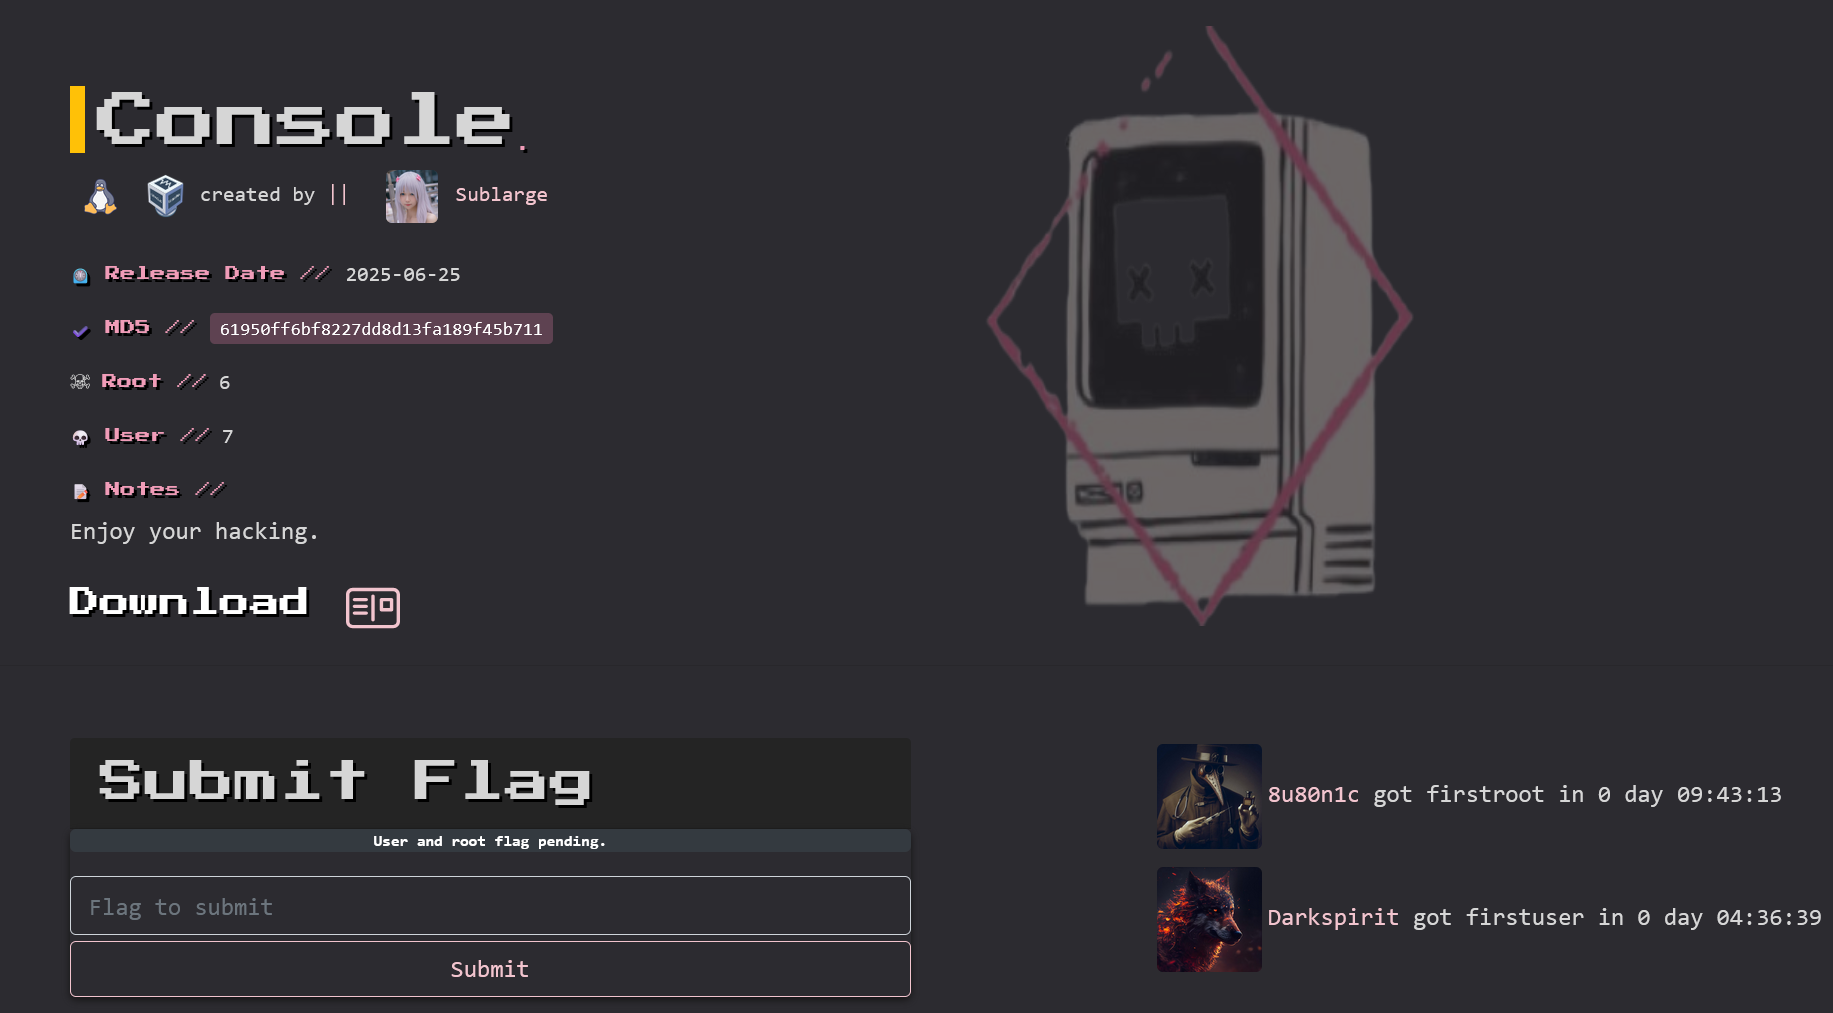 Console.
created by || Sublarge
Release Date // 2025-06-25
MD5 // 61950ff6bf8227dd8d13fa189f45b711
Root // 6
User // 7
Notes //
Enjoy your hacking.
Download
Submit Flag
User and root flag pending.
Flag to submit
Submit
8u80n1c got firstroot in 0 day 09:43:13
Darkspirit got firstuser in 0 day 04:36:39